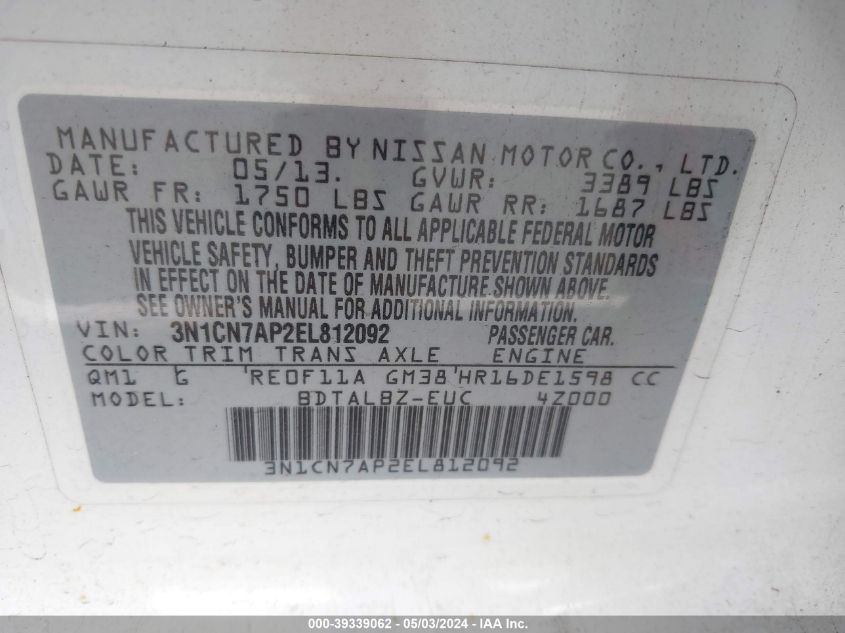 MANUFACTURED BY NISSAN MOTOR CO., LTD.
DATE: 05/13. GVWR: 3389 LBS
GAWR FR: 1750 LBS GAWR RR: 1687 LBS
THIS VEHICLE CONFORMS TO ALL APPLICABLE FEDERAL MOTOR
VEHICLE SAFETY, BUMPER AND THEFT PREVENTION STANDARDS
IN EFFECT ON THE DATE OF MANUFACTURE SHOWN ABOVE.
SEE OWNER'S MANUAL FOR ADDITIONAL INFORMATION.
VIN: 3N1CN7AP2EL812092 PASSENGER CAR.
COLOR TRIM TRANS AXLE ENGINE
QM1 G RE0F11A GM38 HR16DE1598 CC
MODEL: BDTALBZ-EUC 4Z000
3N1CN7AP2EL812092
000-39339062 - 05/03/2024 - IAA Inc.